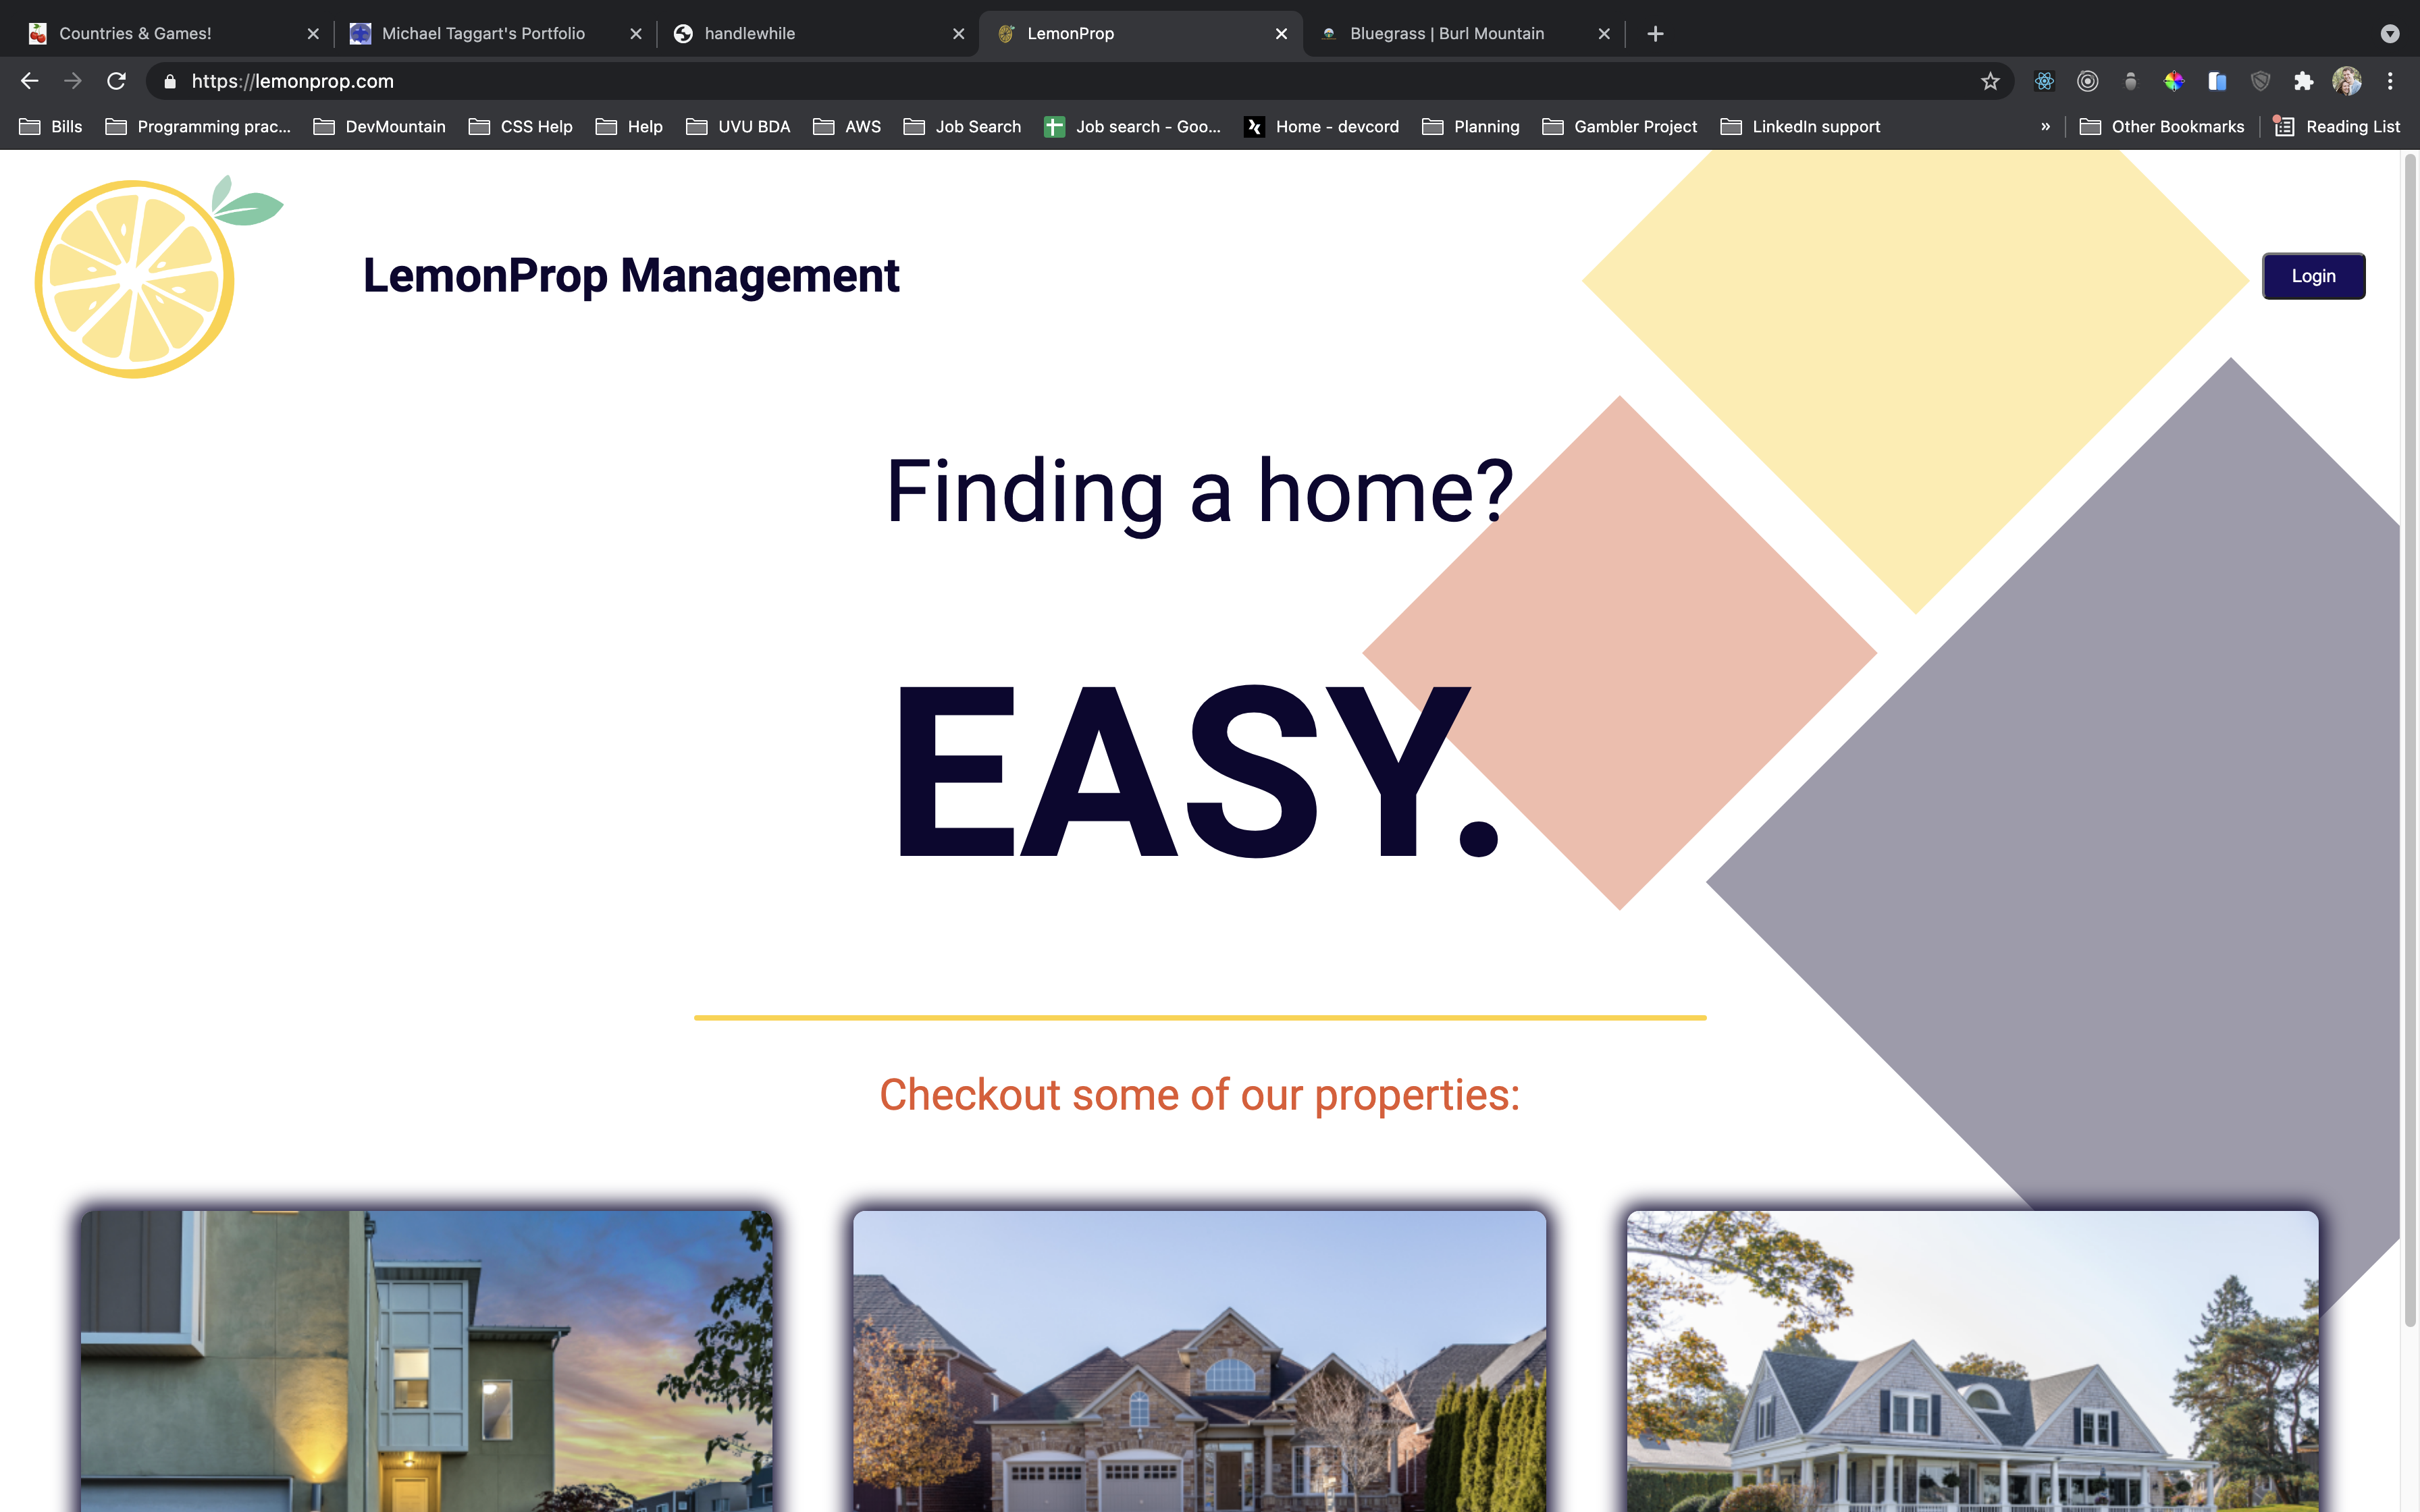 Countries & Games!
Michael Taggart's Portfolio
handlewhile
LemonProp
Bluegrass | Burl Mountain
https://lemonprop.com
Bills
Programming prac...
DevMountain
CSS Help
Help
UVU BDA
AWS
Job Search
Job search - Goo...
Home - devcord
Planning
Gambler Project
LinkedIn support
»
Other Bookmarks
Reading List
LemonProp Management
Login
Finding a home?
EASY.
Checkout some of our properties: